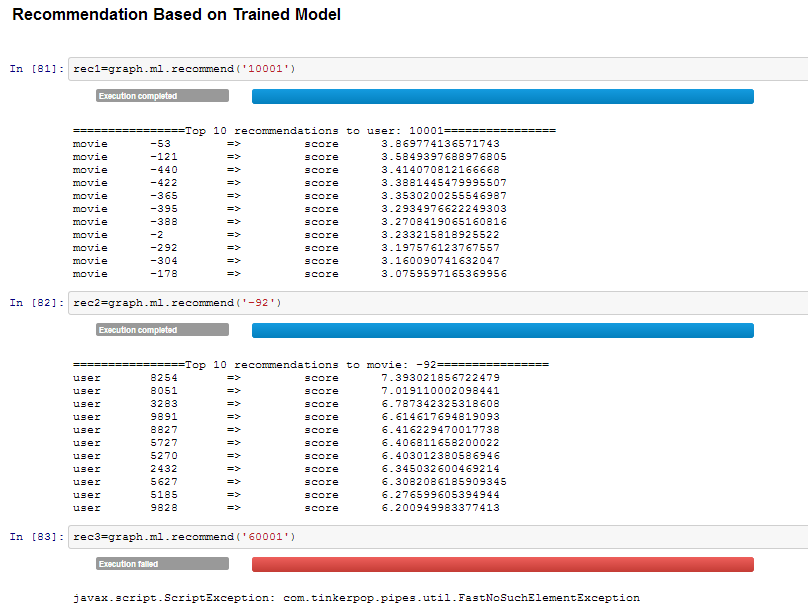 Recommendation Based on Trained Model
In [81]: rec1=graph.ml.recommend('10001')
Execution completed
================Top 10 recommendations to user: 10001================
movie -53 => score 3.869774136571743
movie -121 => score 3.5849397688976805
movie -440 => score 3.414070812166668
movie -422 => score 3.3881445479995507
movie -365 => score 3.3530200255546987
movie -395 => score 3.2934976622249303
movie -388 => score 3.2708419065160816
movie -2 => score 3.233215818925522
movie -292 => score 3.197576123767557
movie -304 => score 3.160090741632047
movie -178 => score 3.0759597165369956
In [82]: rec2=graph.ml.recommend('-92')
Execution completed
================Top 10 recommendations to movie: -92================
user 8254 => score 7.393021856722479
user 8051 => score 7.019110002098441
user 3283 => score 6.787342325318608
user 9891 => score 6.614617694819093
user 8827 => score 6.416229470017738
user 5727 => score 6.406811658200022
user 5270 => score 6.403012380586946
user 2432 => score 6.345032600469214
user 5627 => score 6.3082086185909345
user 5185 => score 6.276599605394944
user 9828 => score 6.200949983377413
In [83]: rec3=graph.ml.recommend('60001')
Execution failed
javax.script.ScriptException: com.tinkerpop.pipes.util.FastNoSuchElementException